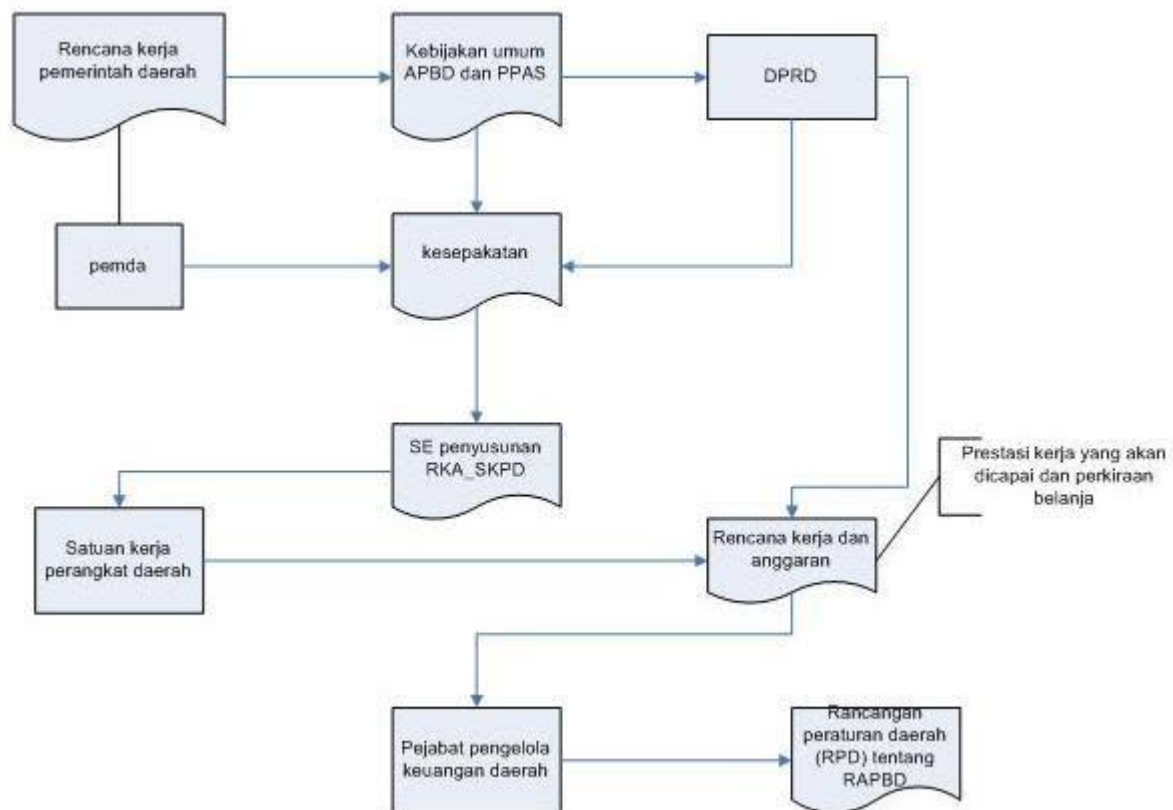 Rencana kerja
pemerintah daerah
Kebijakan umum
APBD dan PPAS
DPRD
pemda
kesepakatan
SE penyusunan
RKA_SKPD
Prestasi kerja yang akan
dicapai dan perkiraan
belanja
Satuan kerja
perangkat daerah
Rencana kerja dan
anggaran
Pejabat pengelola
keuangan daerah
Rancangan
peraturan daerah
(RPD) tentang
RAPBD